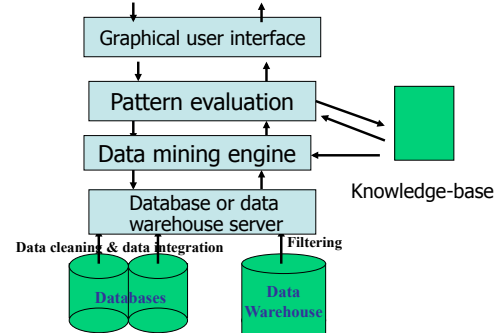 Graphical user interface
Pattern evaluation
Data mining engine
Knowledge-base
Database or data
warehouse server
Data cleaning & data integration
Filtering
Databases
Data
Warehouse